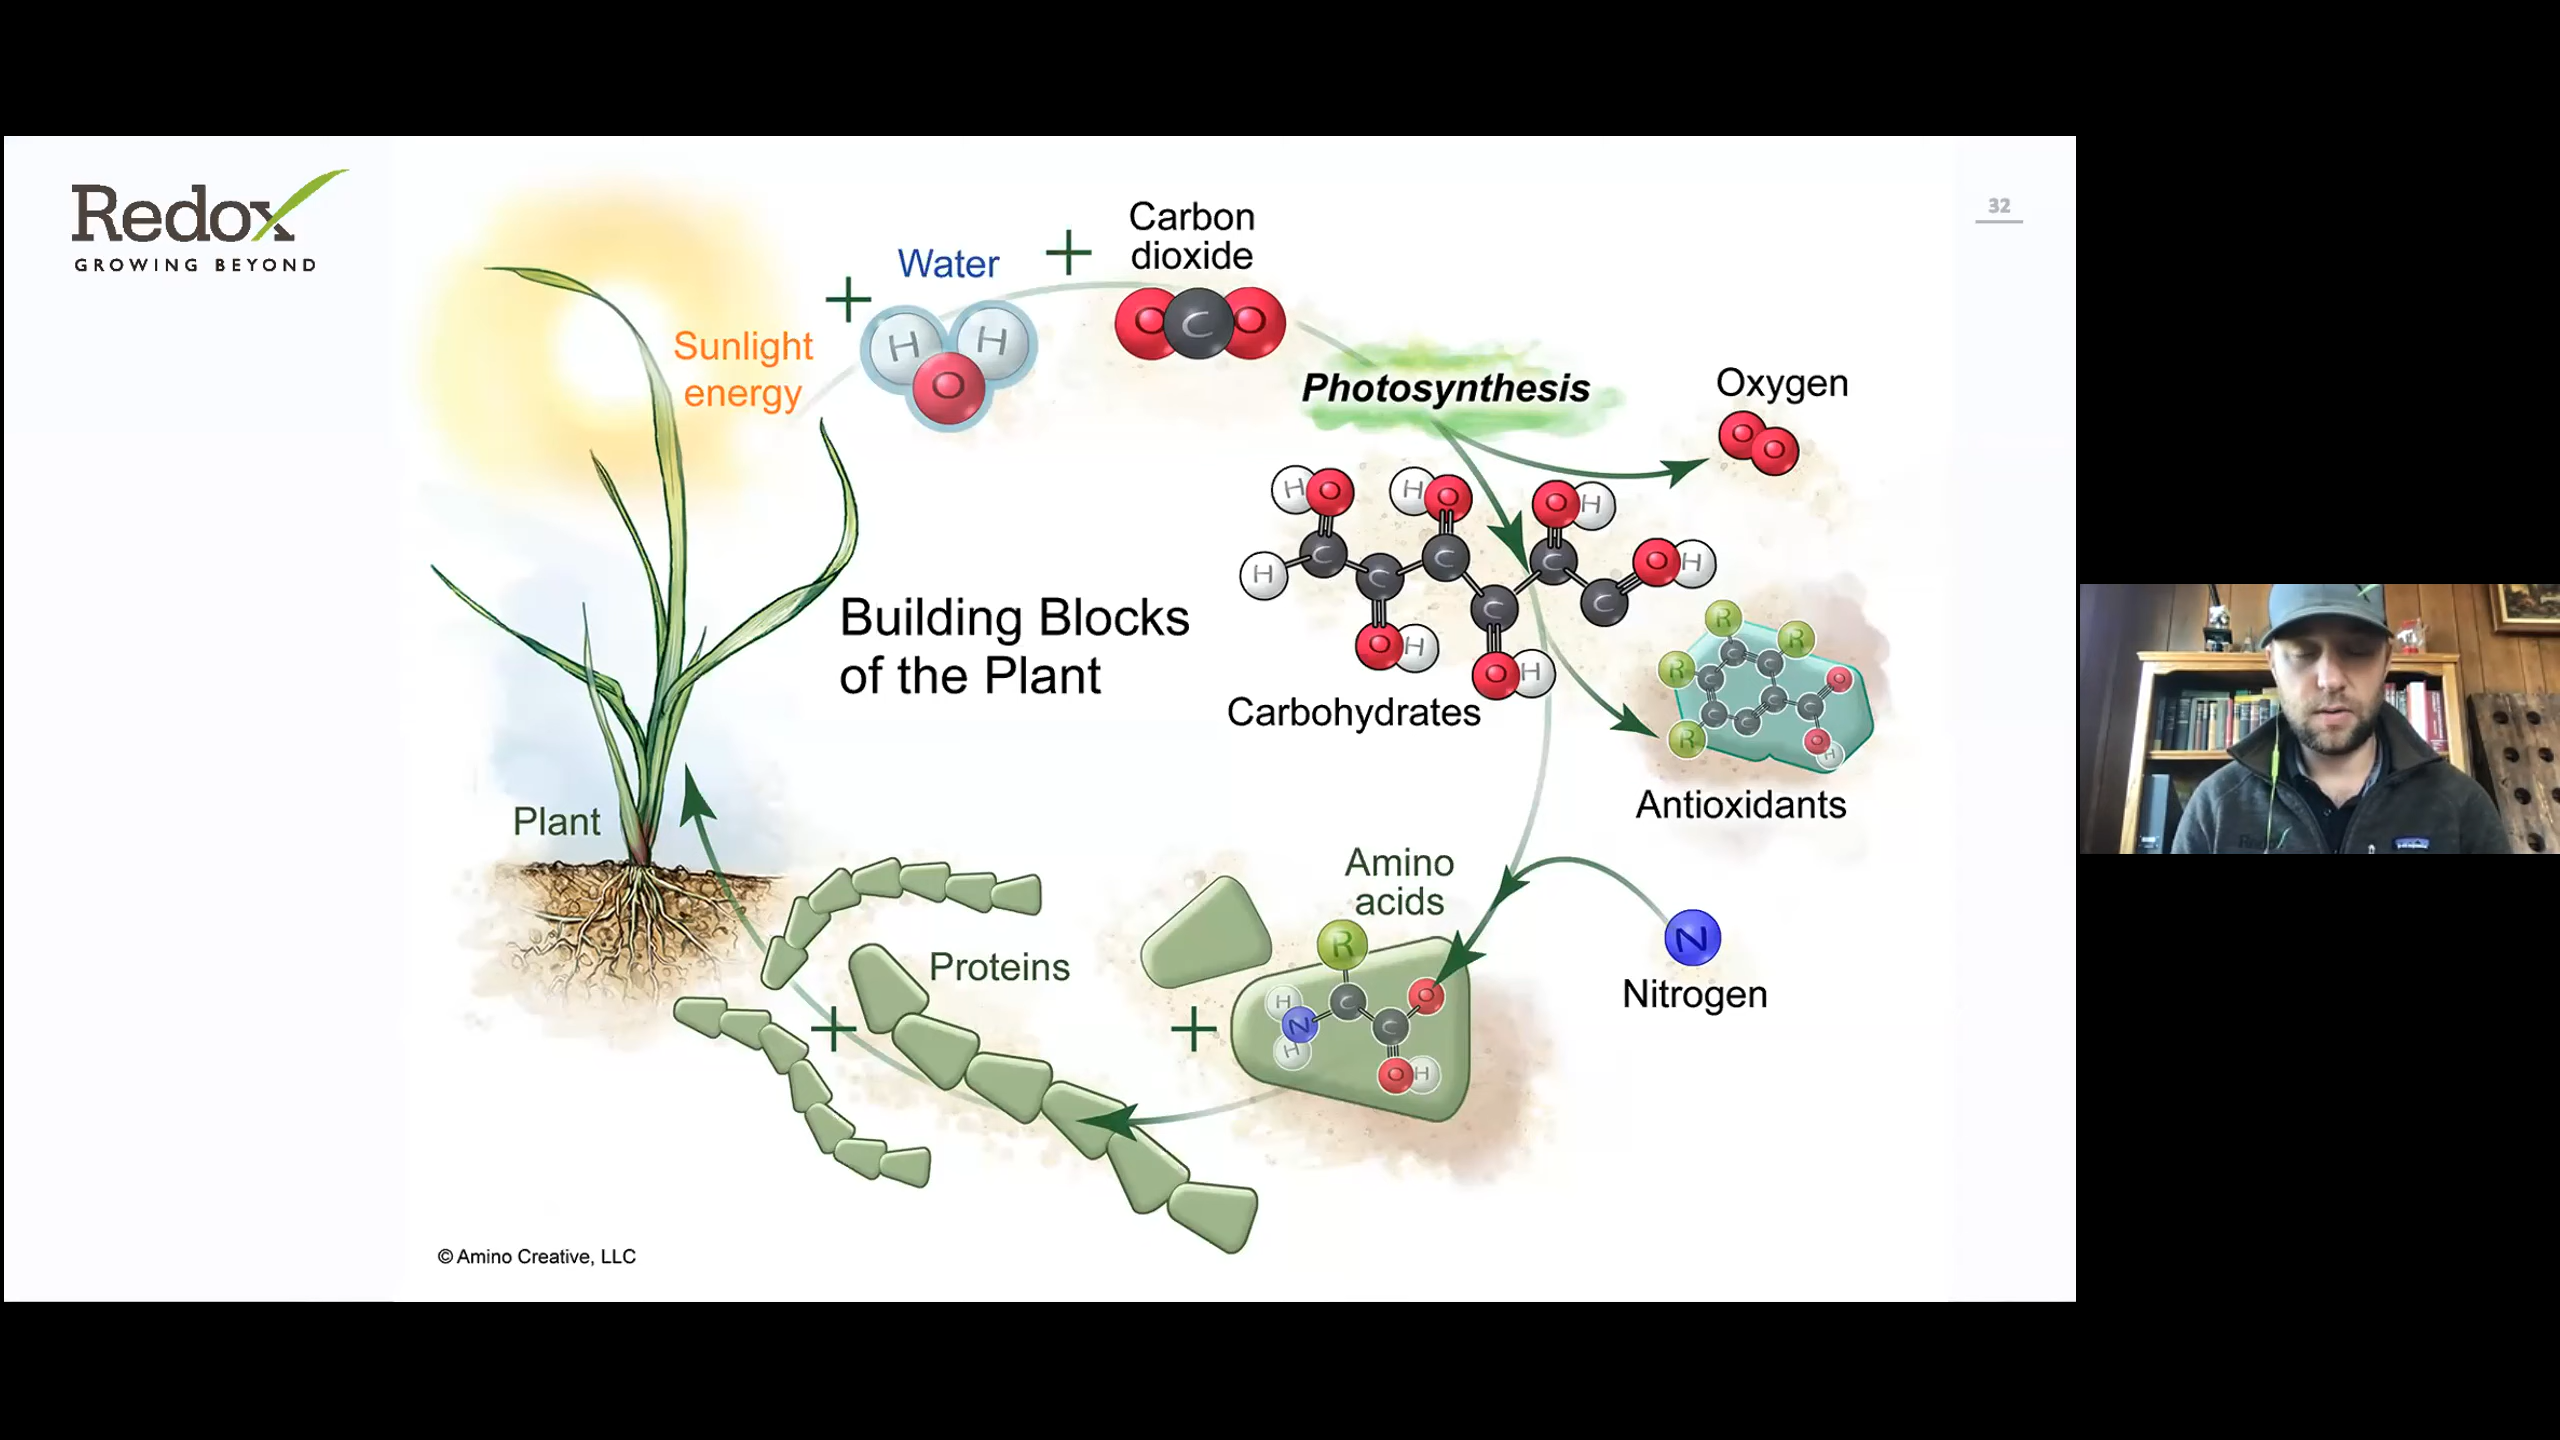 Redox
GROWING BEYOND
32
Carbon
dioxide
+
Water
+
H H
O
O C O
Sunlight
energy
Photosynthesis
Oxygen
O O
H O
H O
O H
H
C
C
C
C
C
C
O H
O H
O H
Building Blocks
of the Plant
Carbohydrates
R
R
R
R
C
C
C
C
C
C
C
O
O
H
Antioxidants
Plant
Amino
acids
N
Nitrogen
Proteins
+
+
R
H
N
H
C
C
O
O H
© Amino Creative, LLC